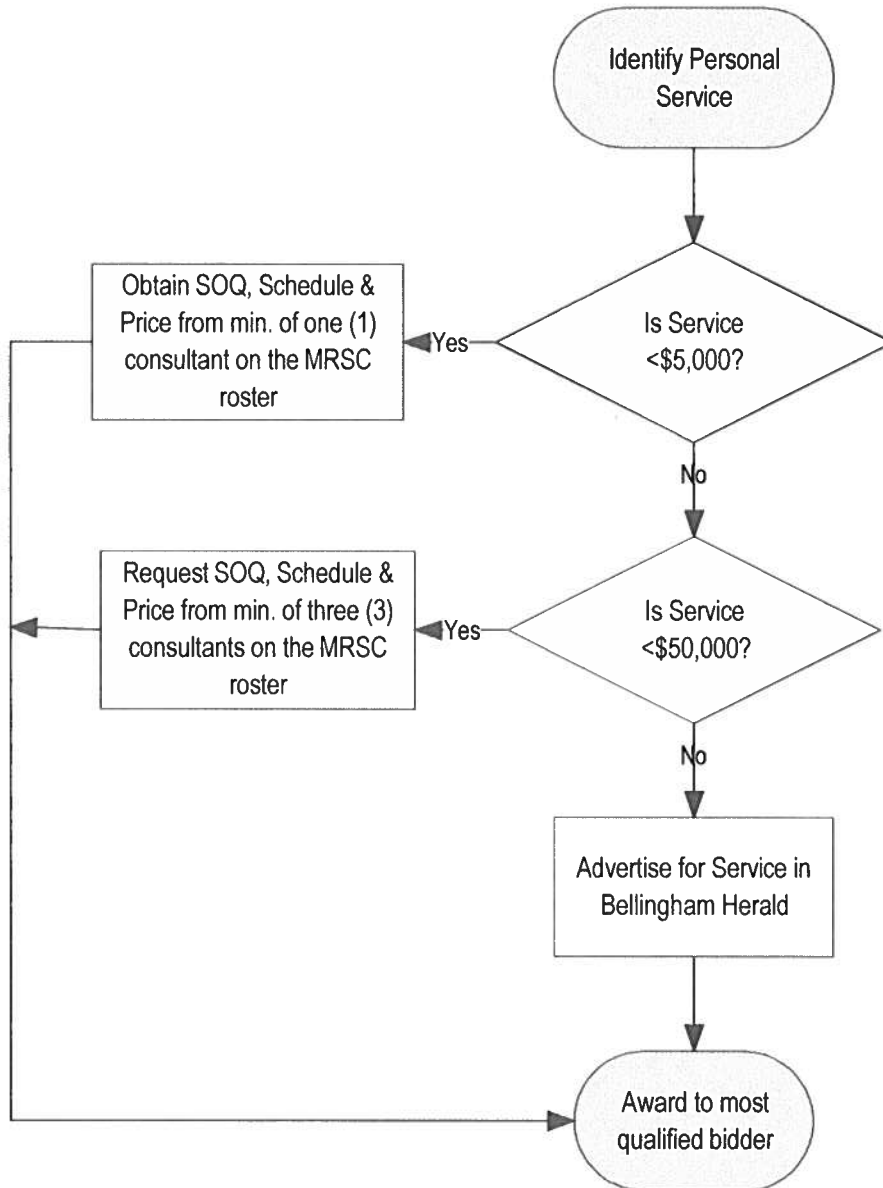 Identify Personal
Service
Is Service
<$5,000?
Yes
Obtain SOQ, Schedule &
Price from min. of one (1)
consultant on the MRSC
roster
No
Is Service
<$50,000?
Yes
Request SOQ, Schedule &
Price from min. of three (3)
consultants on the MRSC
roster
No
Advertise for Service in
Bellingham Herald
Award to most
qualified bidder